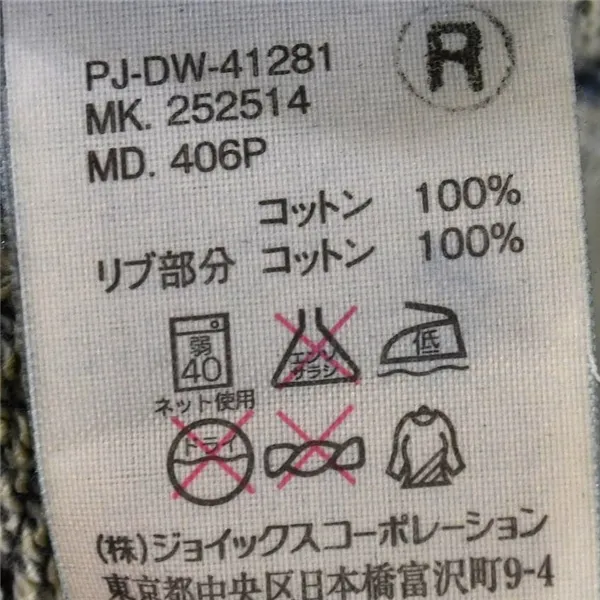 R
PJ-DW-41281
MK. 252514
MD. 406P
コットン 100%
リブ部分 コットン 100%
弱
40
エンソ
サラシ
低
ネット使用
ドライ
(株)ジョイックスコーポレーション
東京都中央区日本橋富沢町9-4